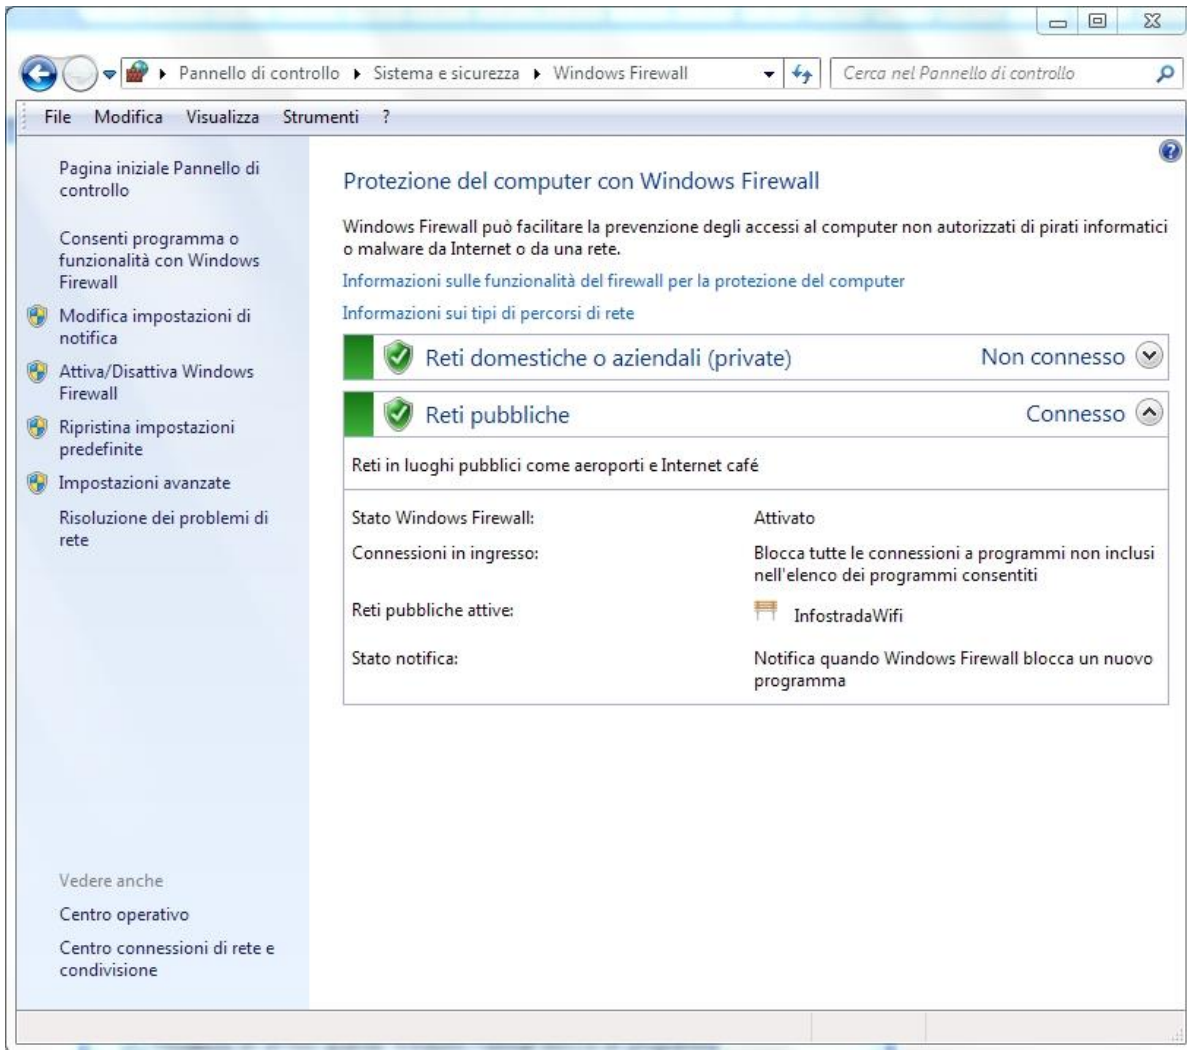 Pannello di controllo Sistema e sicurezza Windows Firewall
Cerca nel Pannello di controllo
File Modifica Visualizza Strumenti ?
Pagina iniziale Pannello di
controllo
Consenti programma o
funzionalità con Windows
Firewall
Modifica impostazioni di
notifica
Attiva/Disattiva Windows
Firewall
Ripristina impostazioni
predefinite
Impostazioni avanzate
Risoluzione dei problemi di
rete
Vedere anche
Centro operativo
Centro connessioni di rete e
condivisione
Protezione del computer con Windows Firewall
Windows Firewall può facilitare la prevenzione degli accessi al computer non autorizzati di pirati informatici
o malware da Internet o da una rete.
Informazioni sulle funzionalità del firewall per la protezione del computer
Informazioni sui tipi di percorsi di rete
Reti domestiche o aziendali (private) Non connesso
Reti pubbliche Connesso
Reti in luoghi pubblici come aeroporti e Internet café
Stato Windows Firewall: Attivato
Connessioni in ingresso: Blocca tutte le connessioni a programmi non inclusi
nell'elenco dei programmi consentiti
Reti pubbliche attive: InfostradaWifi
Stato notifica: Notifica quando Windows Firewall blocca un nuovo
programma